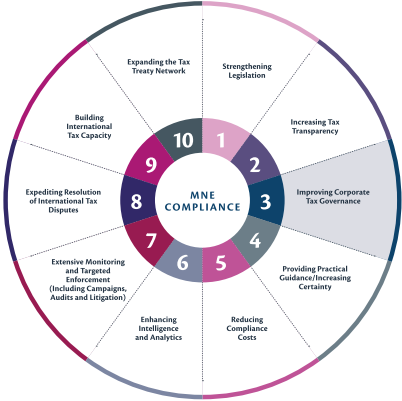 MNE
COMPLIANCE
1
Strengthening
Legislation
2
Increasing Tax
Transparency
3
Improving Corporate
Tax Governance
4
Providing Practical
Guidance/Increasing
Certainty
5
Reducing
Compliance
Costs
6
Enhancing
Intelligence
and Analytics
7
Extensive Monitoring
and Targeted
Enforcement
(Including Campaigns,
Audits and Litigation)
8
Expediting Resolution
of International Tax
Disputes
9
Building
International
Tax Capacity
10
Expanding the Tax
Treaty Network